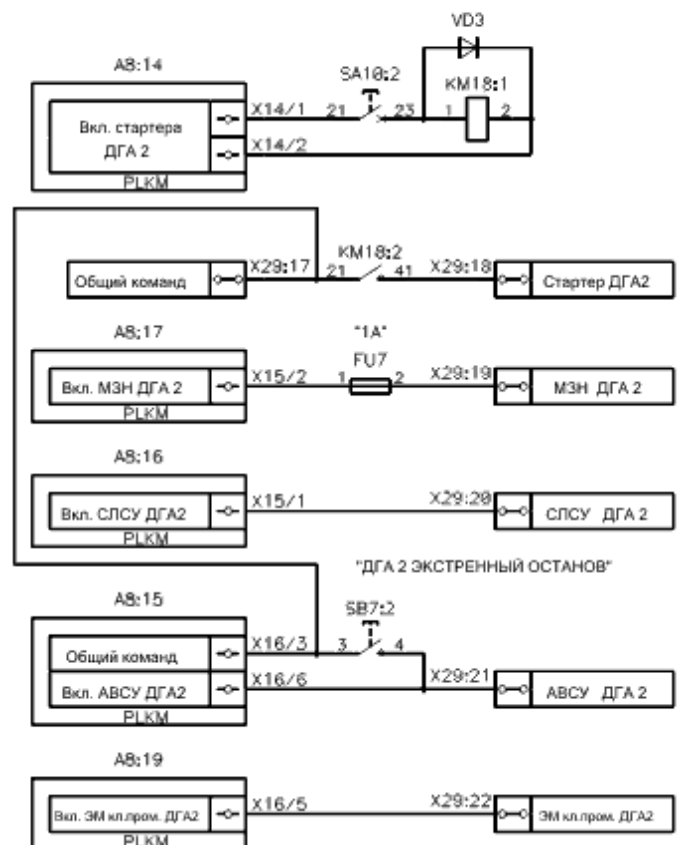 VD3
A8:14
SA18:2
KM18:1
X14/1 21 23 1 2
Вкл. стартера
ДГА 2
X14/2
PLKM
KM18:2
Общий команд X29:17 21 41 X29:18 Стартер ДГА2
A8:17
"1A"
FU7
Вкл. МЗН ДГА 2 X15/2 1 2 X29:19 МЗН ДГА 2
PLKM
A8:16
Вкл. СЛСУ ДГА2 X15/1 X29:20 СЛСУ ДГА 2
PLKM
"ДГА 2 ЭКСТРЕННЫЙ ОСТАНОВ"
A8:15
SB7:2
Общий команд X16/3 3 4
Вкл. АВСУ ДГА2 X16/6 X29:21 АВСУ ДГА 2
PLKM
A8:19
Вкл. ЭМ кл.пром. ДГА2 X16/5 X29:22 ЭМ кл.пром. ДГА2
PLKM